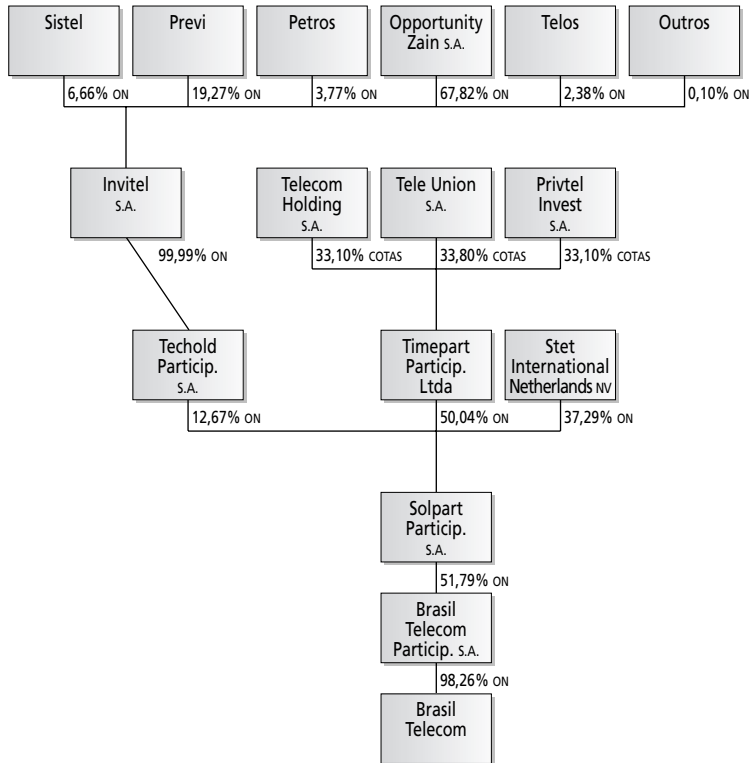 Sistel
Previ
Petros
Opportunity
Zain S.A.
Telos
Outros
6,66% ON
19,27% ON
3,77% ON
67,82% ON
2,38% ON
0,10% ON
Invitel
S.A.
Telecom
Holding
S.A.
Tele Union
S.A.
Privtel
Invest
S.A.
99,99% ON
33,10% COTAS
33,80% COTAS
33,10% COTAS
Techold
Particip.
S.A.
Timepart
Particip.
Ltda
Stet
International
Netherlands NV
12,67% ON
50,04% ON
37,29% ON
Solpart
Particip.
S.A.
51,79% ON
Brasil
Telecom
Particip. S.A.
98,26% ON
Brasil
Telecom